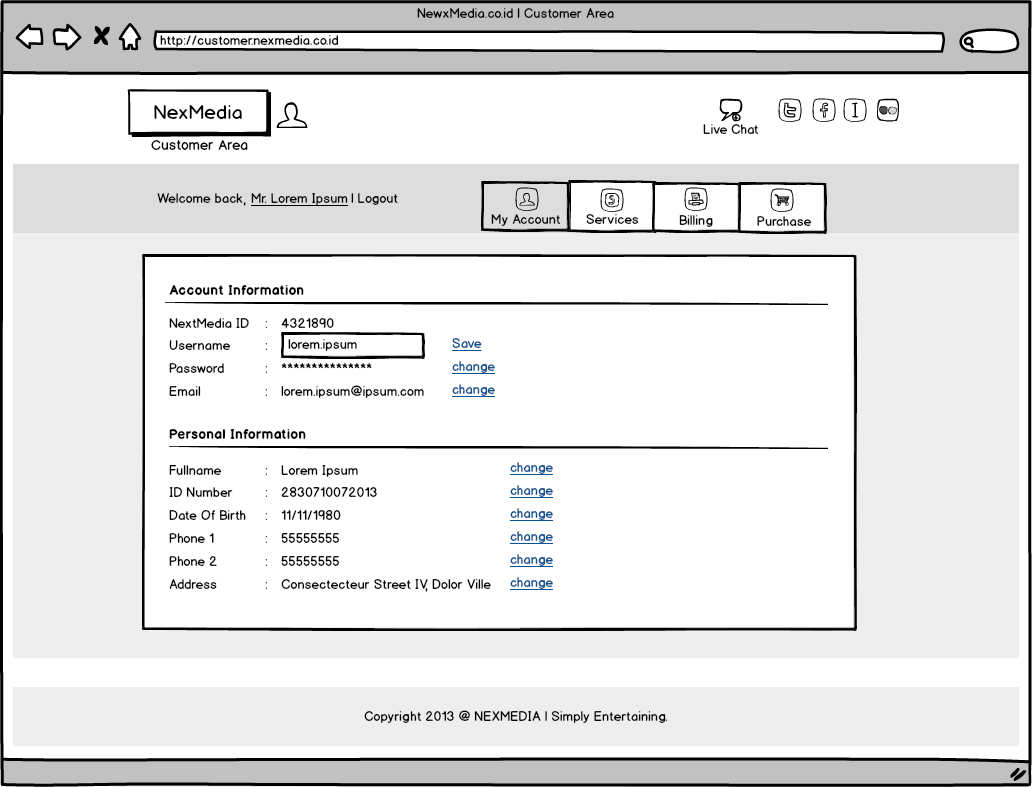 NewxMedia.co.id | Customer Area
http://customer.nexmedia.co.id
NexMedia
Customer Area
Live Chat
Welcome back, Mr. Lorem Ipsum | Logout
My Account
Services
Billing
Purchase
Account Information
NextMedia ID : 4321890
Username : lorem.ipsum Save
Password : *************** change
Email : lorem.ipsum@ipsum.com change
Personal Information
Fullname : Lorem Ipsum change
ID Number : 2830710072013 change
Date Of Birth : 11/11/1980 change
Phone 1 : 55555555 change
Phone 2 : 55555555 change
Address : Consectecteur Street IV, Dolor Ville change
Copyright 2013 @ NEXMEDIA | Simply Entertaining.